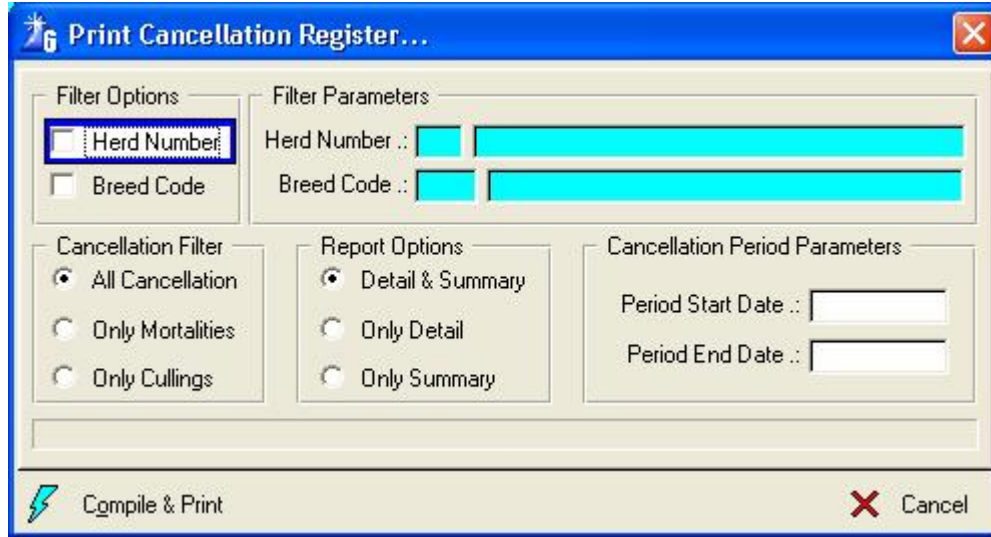 Print Cancellation Register...
Filter Options
Herd Number
Breed Code
Filter Parameters
Herd Number .:
Breed Code .:
Cancellation Filter
All Cancellation
Only Mortalities
Only Cullings
Report Options
Detail & Summary
Only Detail
Only Summary
Cancellation Period Parameters
Period Start Date .:
Period End Date .:
Compile & Print
Cancel